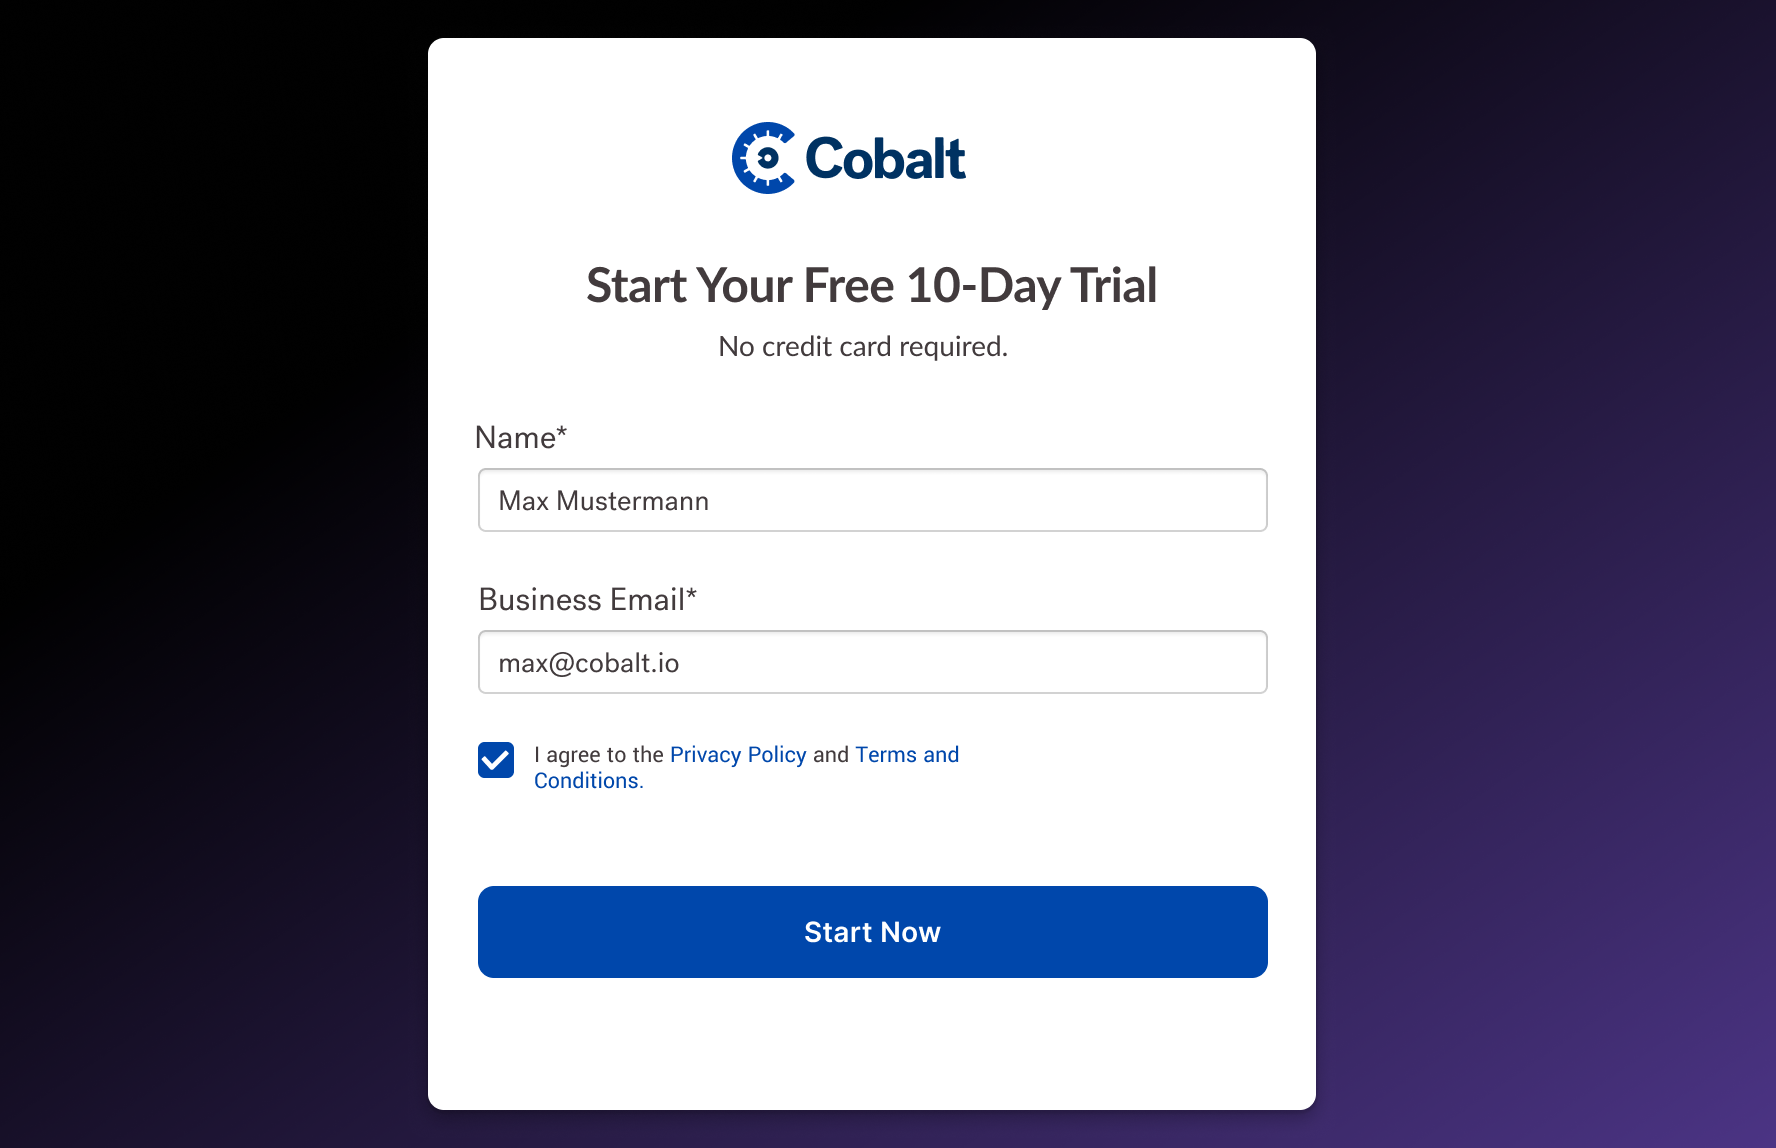 Cobalt
Start Your Free 10-Day Trial
No credit card required.
Name*
Max Mustermann
Business Email*
max@cobalt.io
I agree to the Privacy Policy and Terms and
Conditions.
Start Now